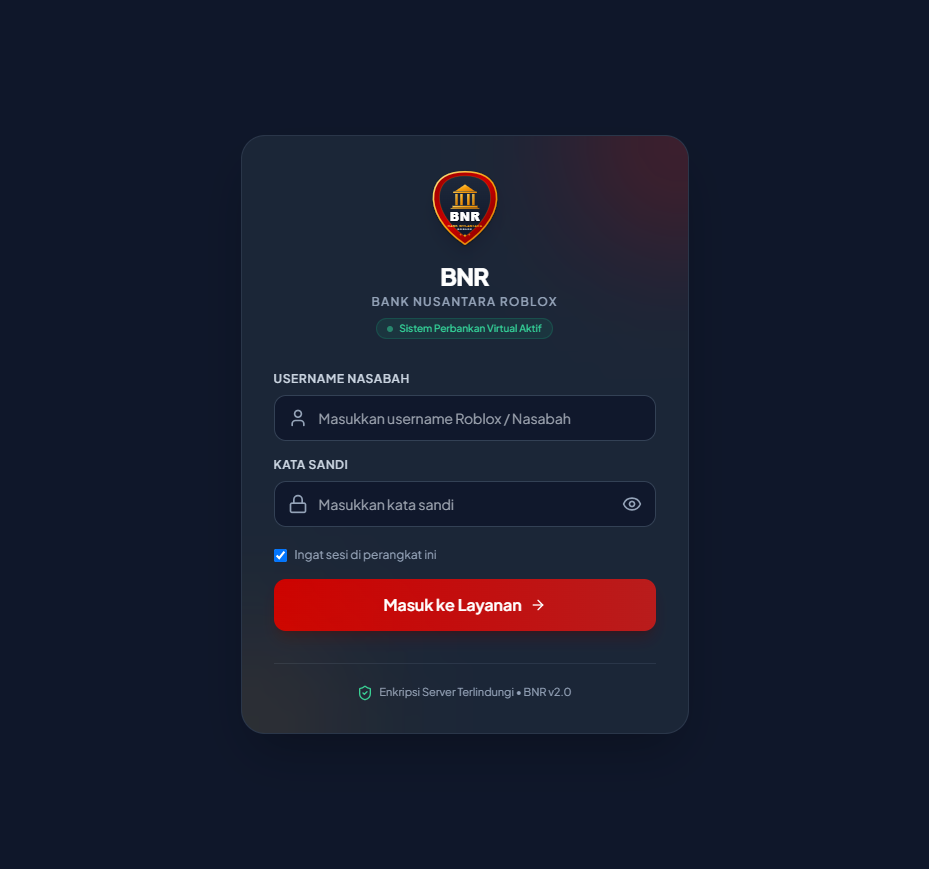 BNR
BNR
BANK NUSANTARA ROBLOX
Sistem Perbankan Virtual Aktif
USERNAME NASABAH
Masukkan username Roblox / Nasabah
KATA SANDI
Masukkan kata sandi
Ingat sesi di perangkat ini
Masuk ke Layanan →
Enkripsi Server Terlindungi • BNR v2.0